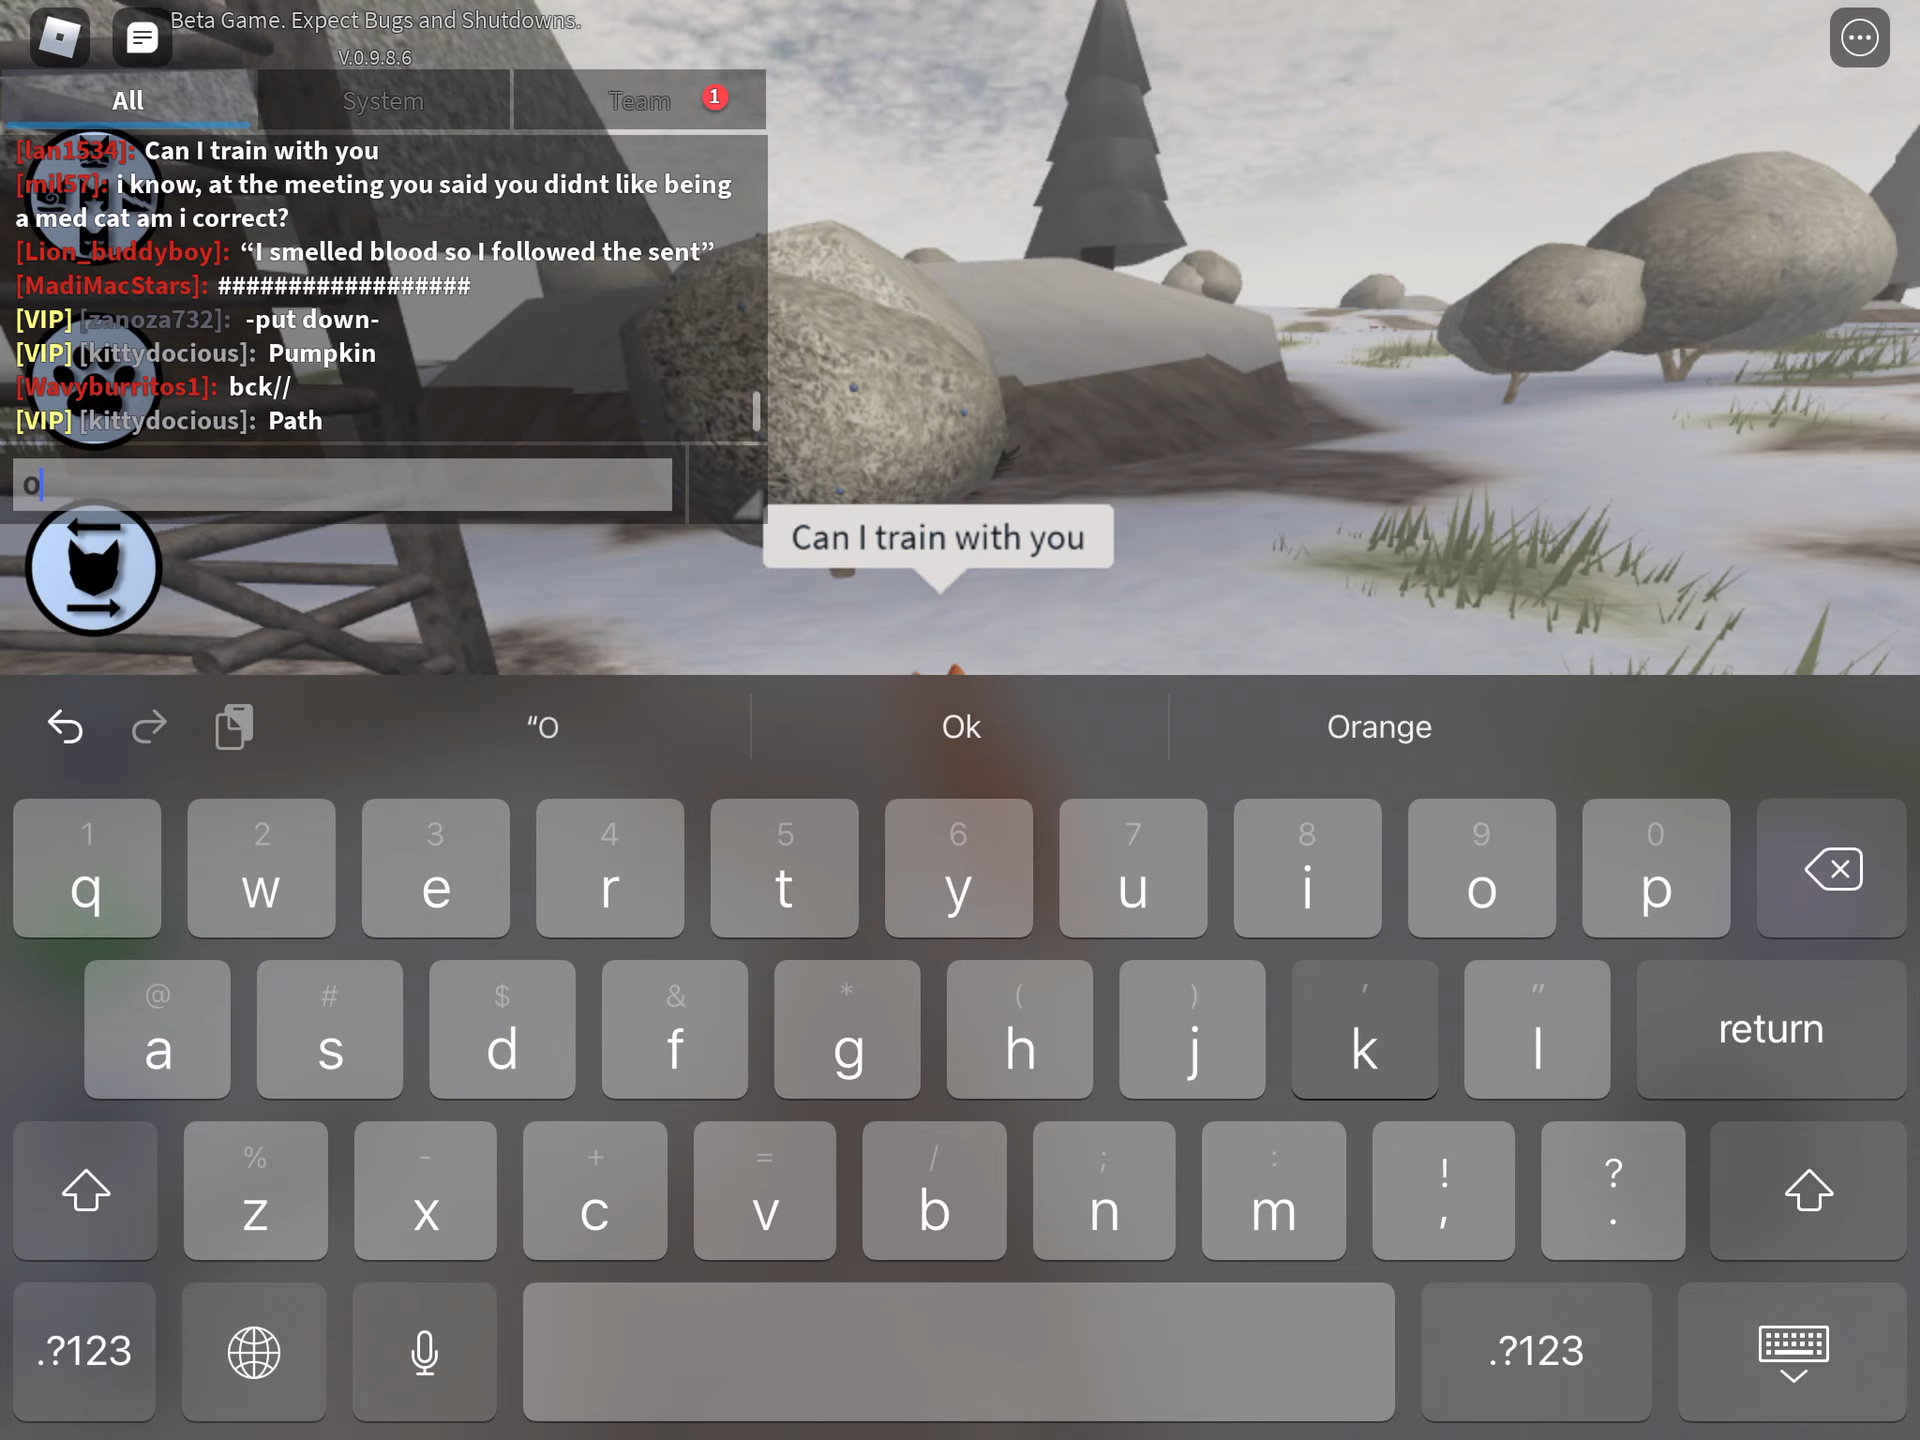 Beta Game. Expect Bugs and Shutdowns.
V.0.9.8.6
All System Team 1
[lan1534]: Can I train with you
[mil57]: i know, at the meeting you said you didnt like being
a med cat am i correct?
[Lion_buddyboy]: “I smelled blood so I followed the sent”
[MadiMacStars]: ##################
[VIP] [zanoza732]: -put down-
[VIP] [kittydocious]: Pumpkin
[Wavyburritos1]: bck//
[VIP] [kittydocious]: Path
o
Can I train with you
“O Ok Orange
1 2 3 4 5 6 7 8 9 0
q w e r t y u i o p
@ # $ & * ( ) ' "
a s d f g h j k l return
% - + = / ; : ! ?
z x c v b n m , .
.?123 .?123